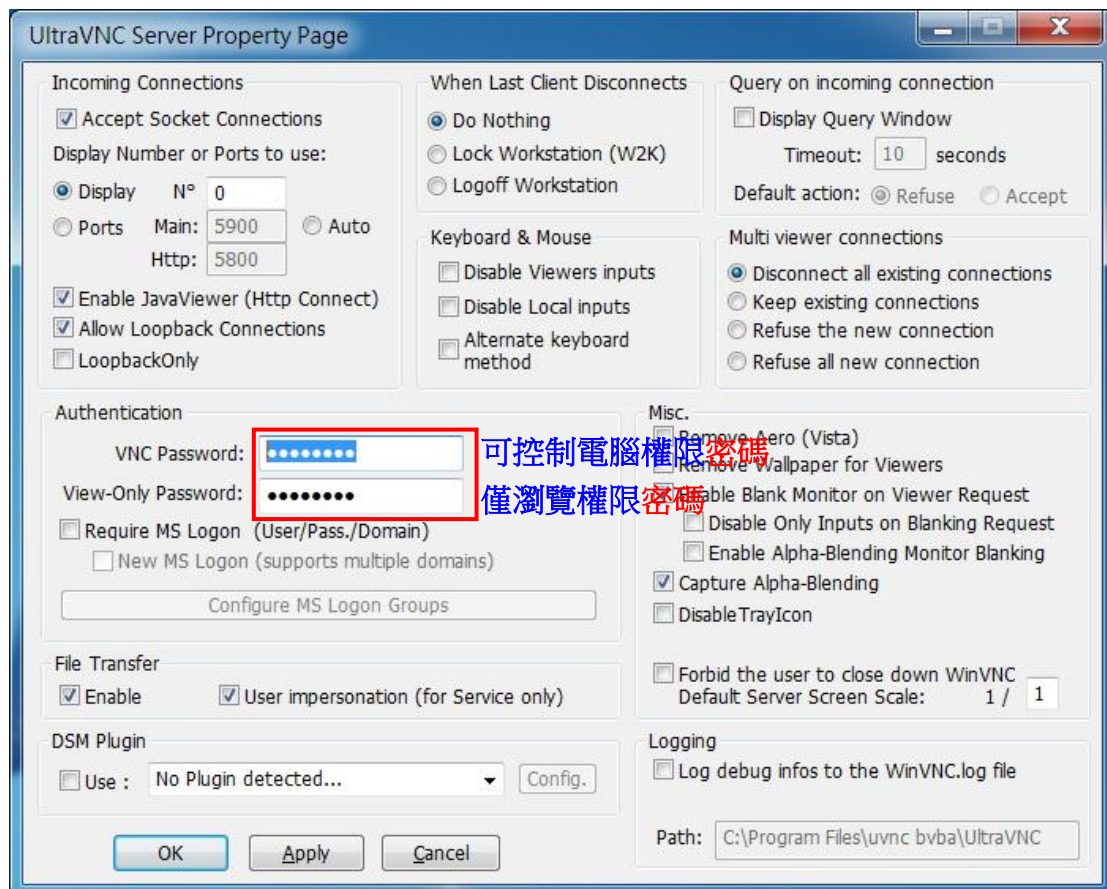 UltraVNC Server Property Page
Incoming Connections
Accept Socket Connections
Display Number or Ports to use:
Display N° 0
Ports Main: 5900 Auto
Http: 5800
Enable JavaViewer (Http Connect)
Allow Loopback Connections
LoopbackOnly
When Last Client Disconnects
Do Nothing
Lock Workstation (W2K)
Logoff Workstation
Keyboard & Mouse
Disable Viewers inputs
Disable Local inputs
Alternate keyboard
method
Query on incoming connection
Display Query Window
Timeout: 10 seconds
Default action: Refuse Accept
Multi viewer connections
Disconnect all existing connections
Keep existing connections
Refuse the new connection
Refuse all new connection
Authentication
VNC Password: 可控制電腦權限密碼
View-Only Password: 僅瀏覽權限密碼
Require MS Logon (User/Pass./Domain)
New MS Logon (supports multiple domains)
Configure MS Logon Groups
Misc.
Remove Aero (Vista)
Remove Wallpaper for Viewers
Enable Blank Monitor on Viewer Request
Disable Only Inputs on Blanking Request
Enable Alpha-Blending Monitor Blanking
Capture Alpha-Blending
DisableTrayIcon
Forbid the user to close down WinVNC
Default Server Screen Scale: 1 / 1
File Transfer
Enable User impersonation (for Service only)
DSM Plugin
Use : No Plugin detected... Config.
Logging
Log debug infos to the WinVNC.log file
Path: C:\Program Files\uvnc bvba\UltraVNC
OK Apply Cancel